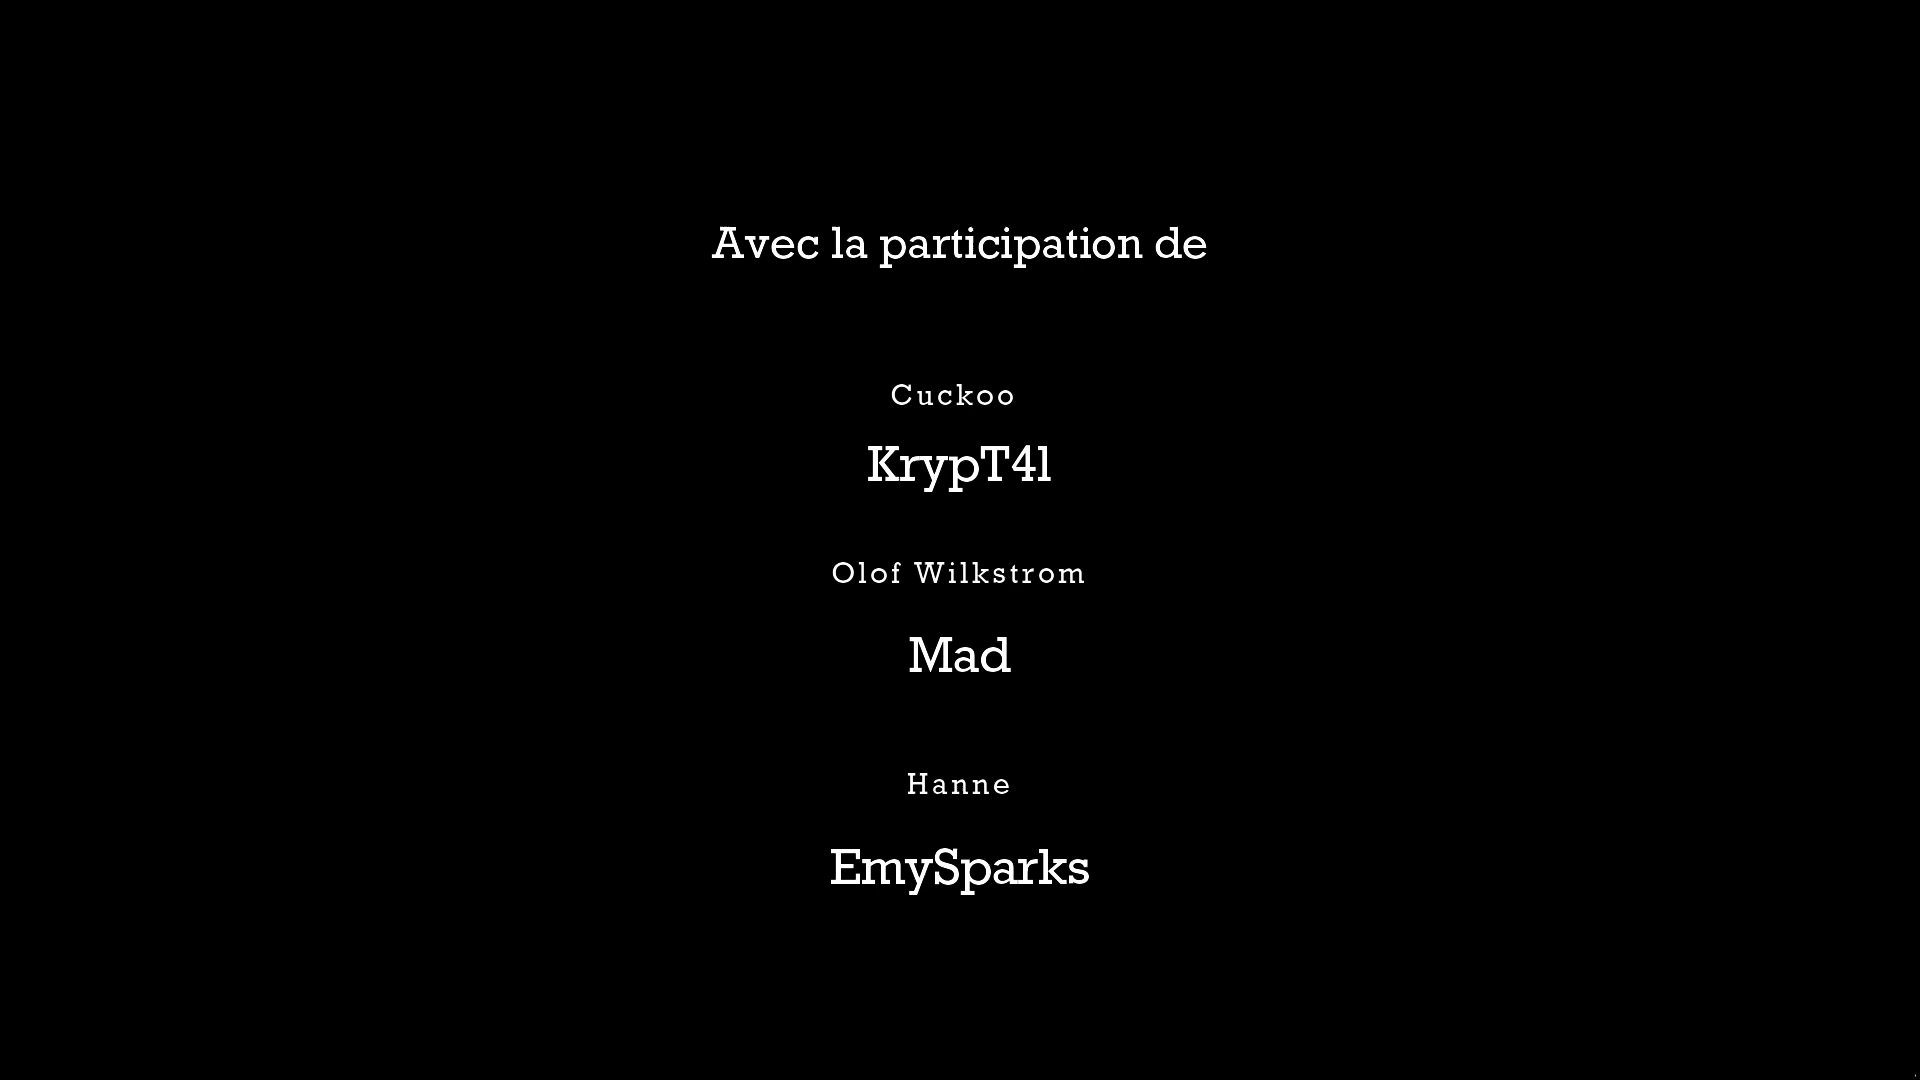 Avec la participation de
Cuckoo
KrypT4l
Olof Wilkstrom
Mad
Hanne
EmySparks